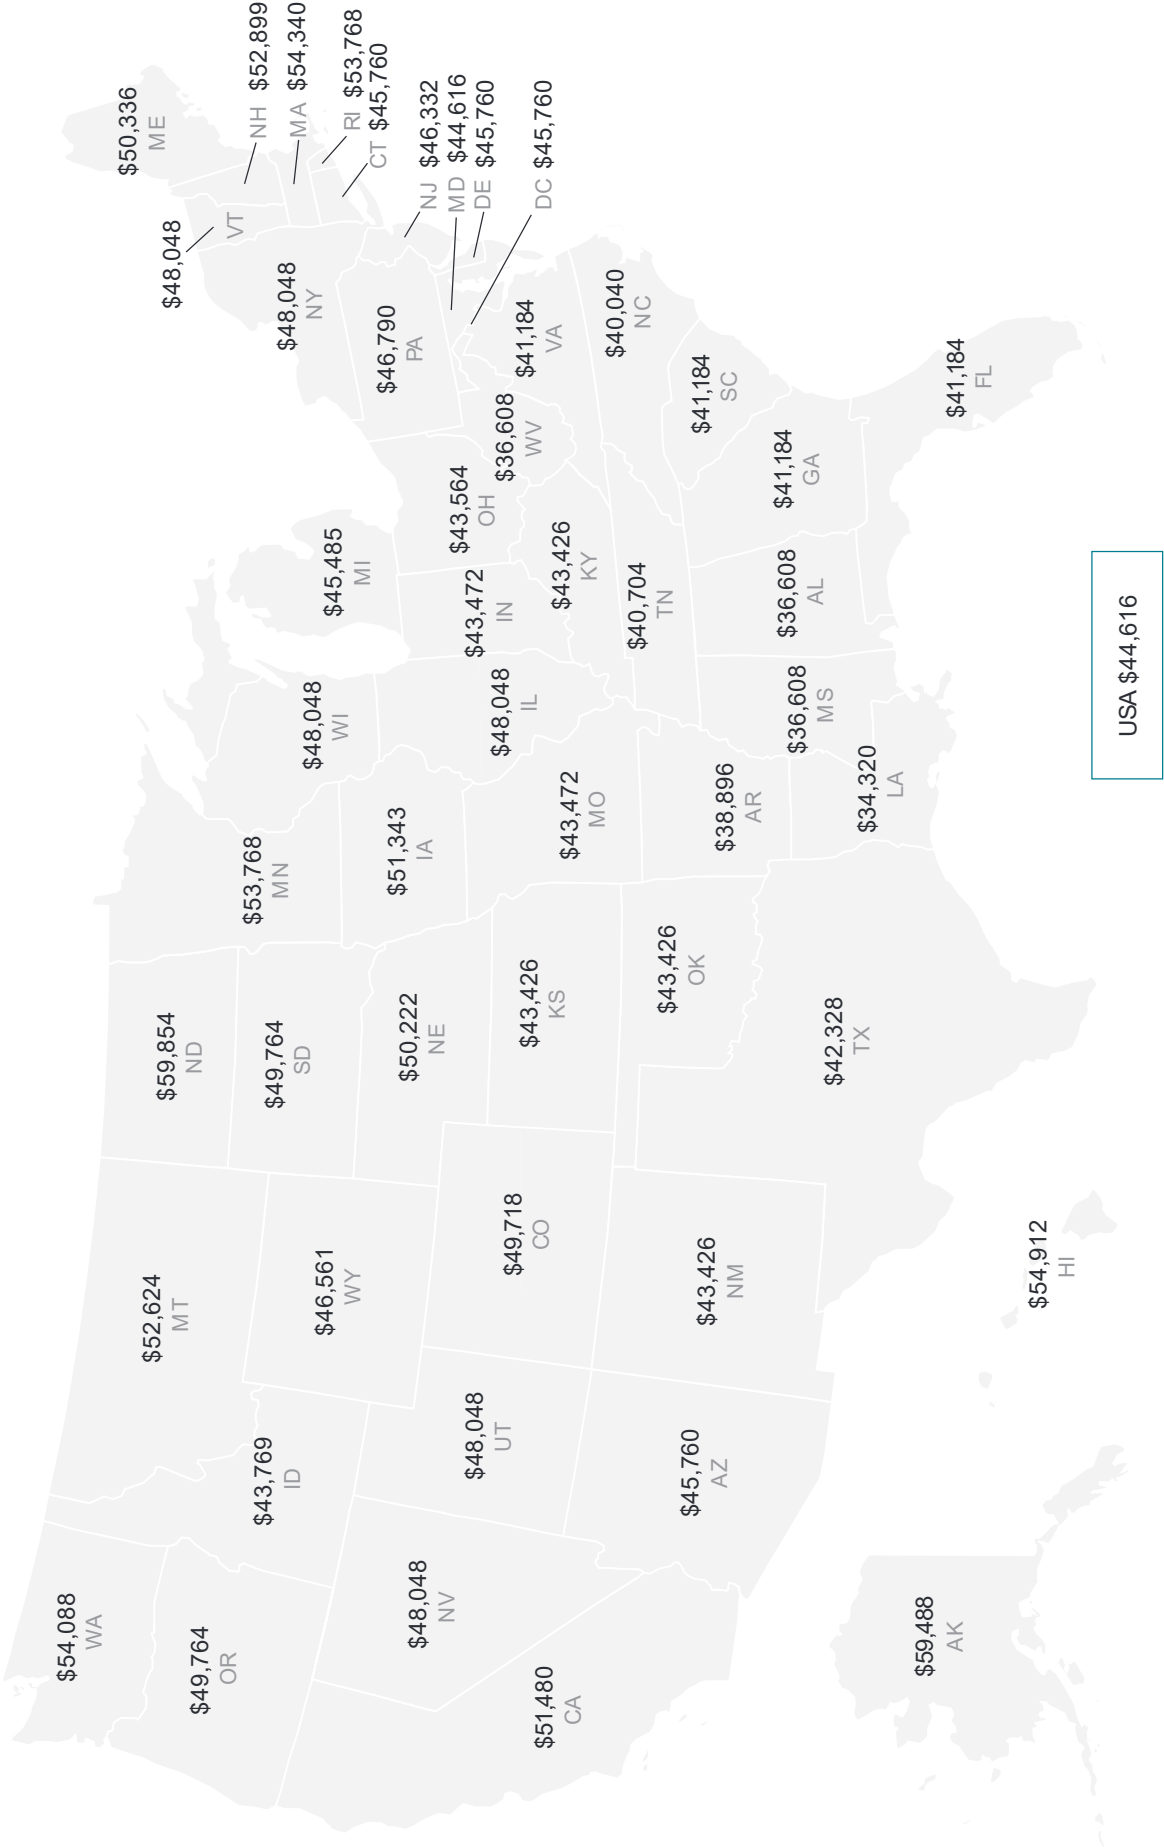 $54,088
WA
$49,764
OR
$51,480
CA
$48,048
NV
$43,769
ID
$52,624
MT
$46,561
WY
$48,048
UT
$45,760
AZ
$49,718
CO
$43,426
NM
$59,854
ND
$49,764
SD
$50,222
NE
$43,426
KS
$43,426
OK
$42,328
TX
$53,768
MN
$51,343
IA
$43,472
MO
$38,896
AR
$34,320
LA
$48,048
WI
$48,048
IL
$45,485
MI
$43,472
IN
$43,564
OH
$43,426
KY
$40,704
TN
$36,608
MS
$36,608
AL
$41,184
GA
$41,184
FL
$41,184
SC
$40,040
NC
$41,184
VA
$36,608
WV
$46,790
PA
$48,048
NY
$48,048
VT
$50,336
ME
NH $52,899
MA $54,340
RI $53,768
CT $45,760
NJ $46,332
MD $44,616
DE $45,760
DC $45,760
$59,488
AK
$54,912
HI
USA $44,616